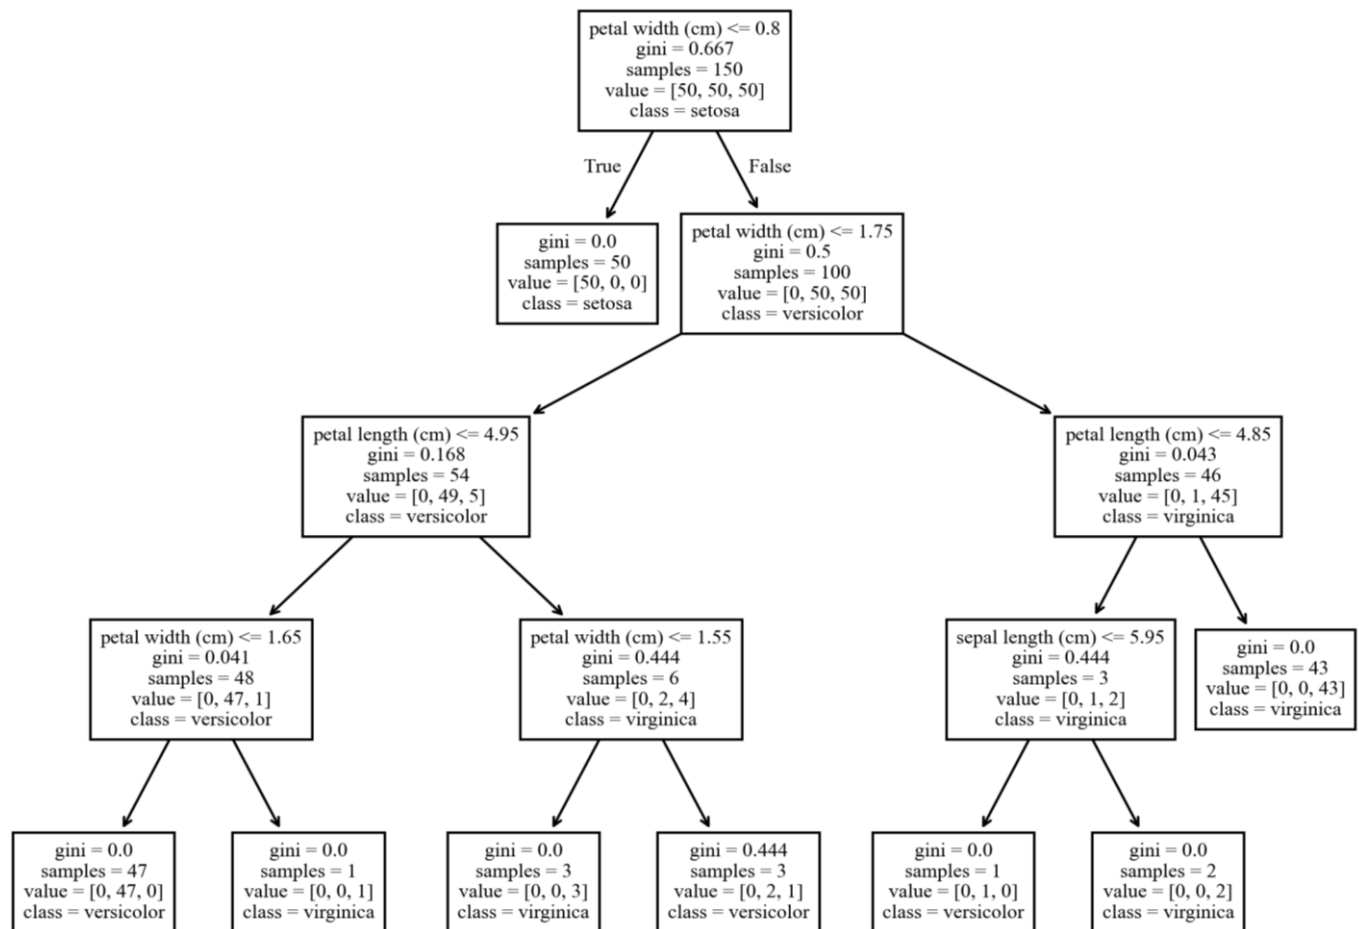 petal width (cm) <= 0.8
gini = 0.667
samples = 150
value = [50, 50, 50]
class = setosa
True
False
gini = 0.0
samples = 50
value = [50, 0, 0]
class = setosa
petal width (cm) <= 1.75
gini = 0.5
samples = 100
value = [0, 50, 50]
class = versicolor
petal length (cm) <= 4.95
gini = 0.168
samples = 54
value = [0, 49, 5]
class = versicolor
petal length (cm) <= 4.85
gini = 0.043
samples = 46
value = [0, 1, 45]
class = virginica
petal width (cm) <= 1.65
gini = 0.041
samples = 48
value = [0, 47, 1]
class = versicolor
petal width (cm) <= 1.55
gini = 0.444
samples = 6
value = [0, 2, 4]
class = virginica
sepal length (cm) <= 5.95
gini = 0.444
samples = 3
value = [0, 1, 2]
class = virginica
gini = 0.0
samples = 43
value = [0, 0, 43]
class = virginica
gini = 0.0
samples = 47
value = [0, 47, 0]
class = versicolor
gini = 0.0
samples = 1
value = [0, 0, 1]
class = virginica
gini = 0.0
samples = 3
value = [0, 0, 3]
class = virginica
gini = 0.444
samples = 3
value = [0, 2, 1]
class = versicolor
gini = 0.0
samples = 1
value = [0, 1, 0]
class = versicolor
gini = 0.0
samples = 2
value = [0, 0, 2]
class = virginica